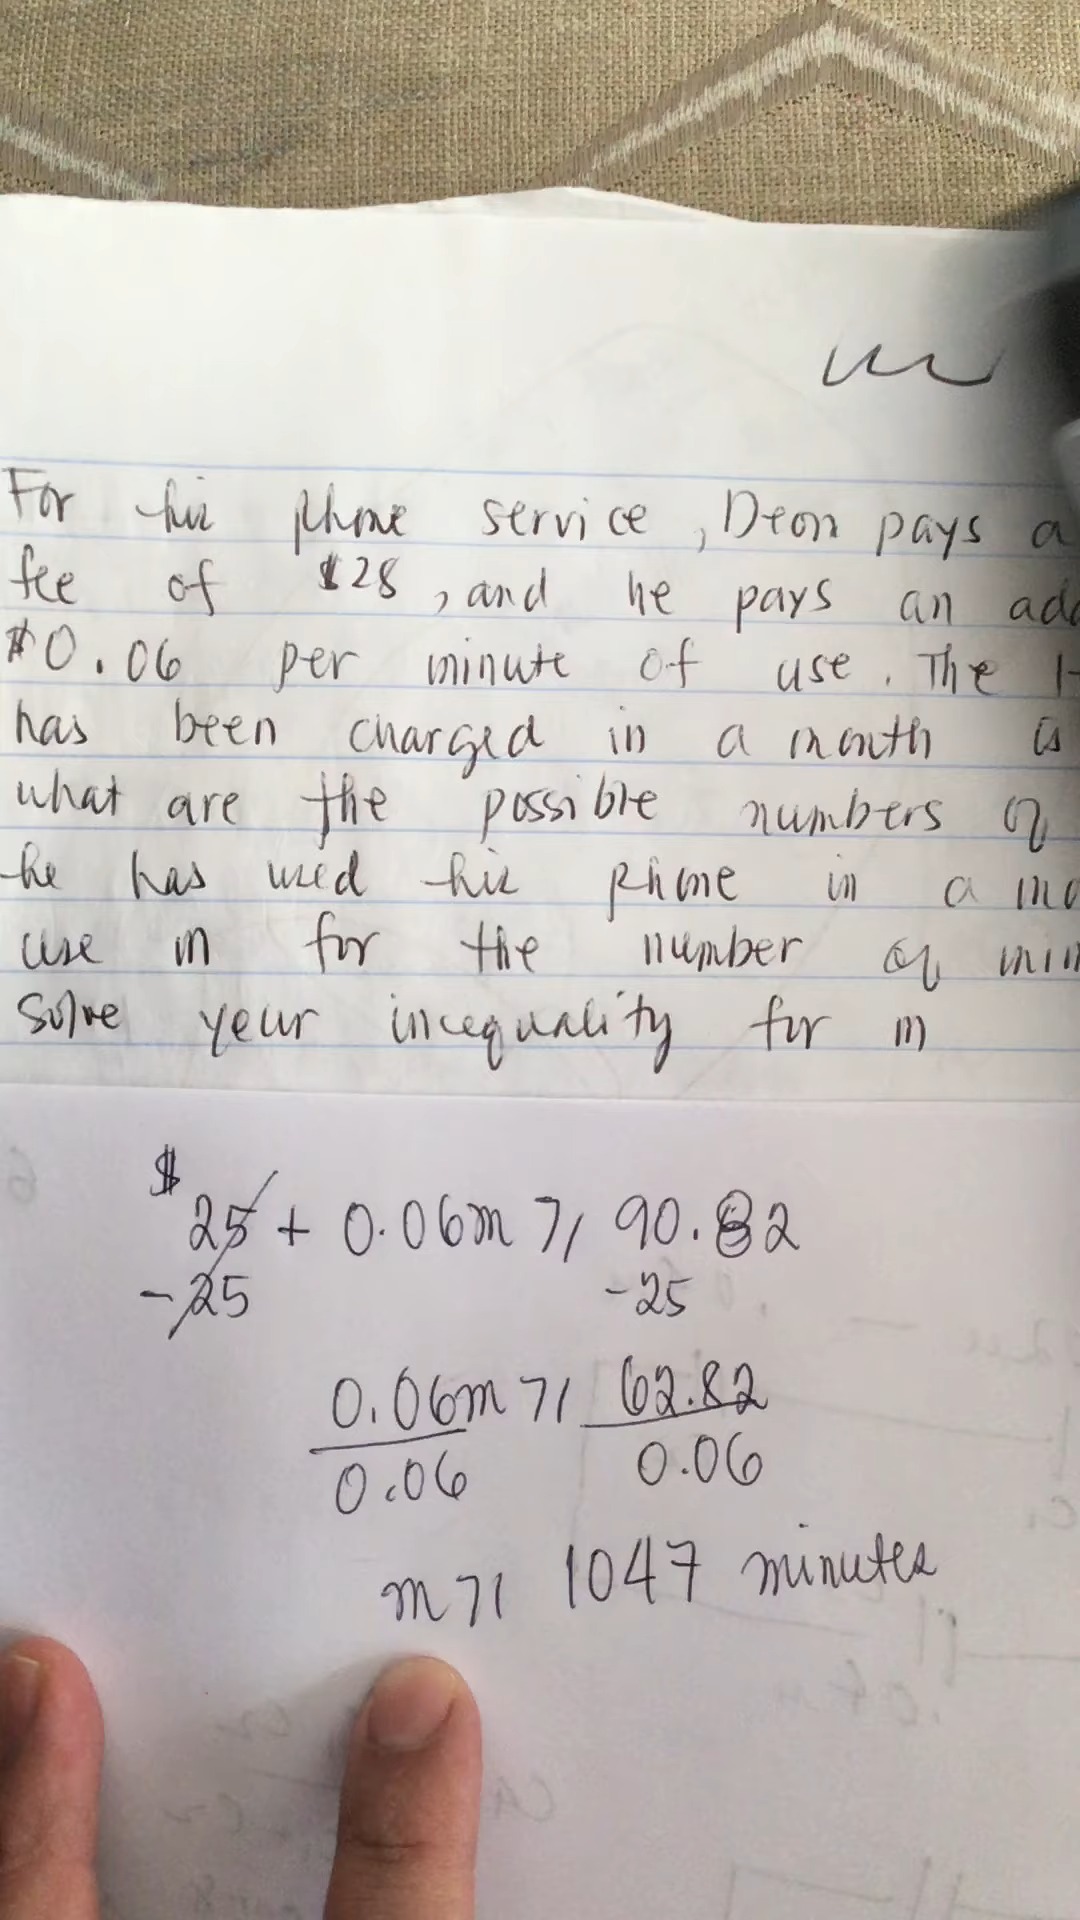 For his phone service, Deon pays a
fee of $28, and he pays an
$0.06 per minute of use. The
has been charged in a month is
what are the possible numbers of
he has used his phone in a
use m for the number of
Solve your inequality for m
$25 + 0.06m ≥ 90.82
-25 -25
0.06m ≥ 62.82
0.06 0.06
m ≥ 1047 minutes